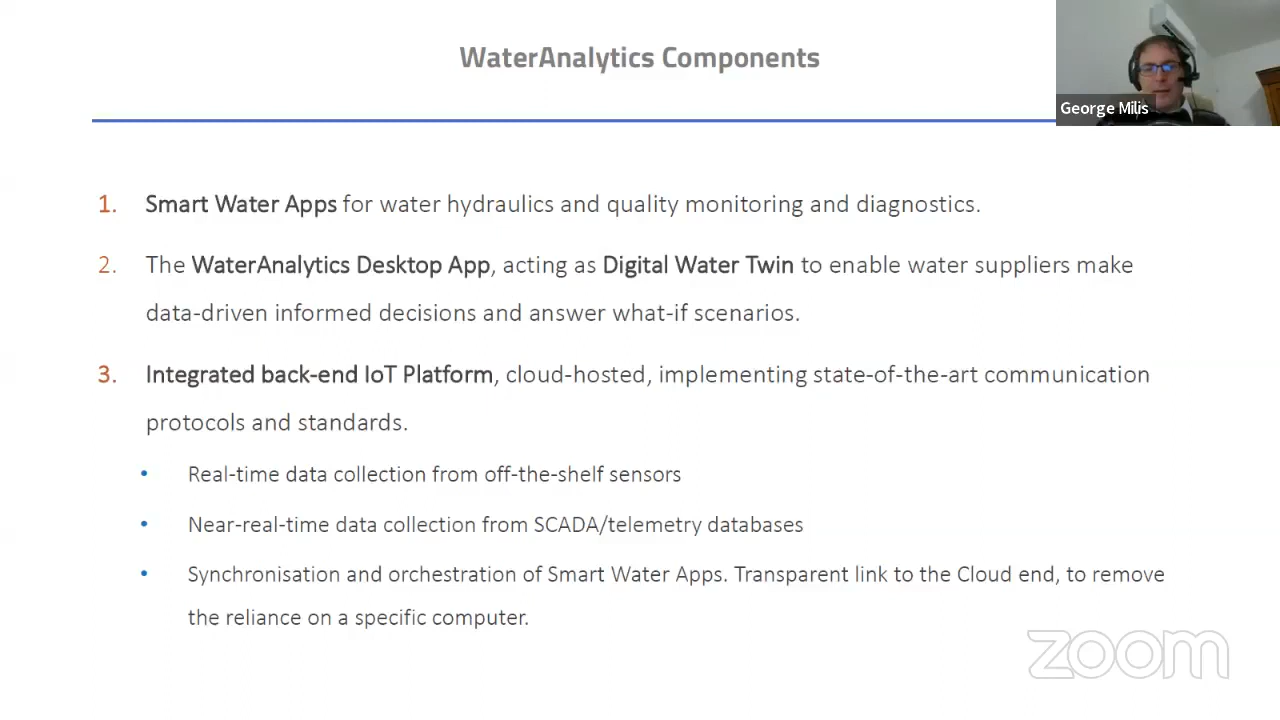 WaterAnalytics Components
George Milis
1. Smart Water Apps for water hydraulics and quality monitoring and diagnostics.
2. The WaterAnalytics Desktop App, acting as Digital Water Twin to enable water suppliers make
data-driven informed decisions and answer what-if scenarios.
3. Integrated back-end IoT Platform, cloud-hosted, implementing state-of-the-art communication
protocols and standards.
• Real-time data collection from off-the-shelf sensors
• Near-real-time data collection from SCADA/telemetry databases
• Synchronisation and orchestration of Smart Water Apps. Transparent link to the Cloud end, to remove
the reliance on a specific computer.
zoom